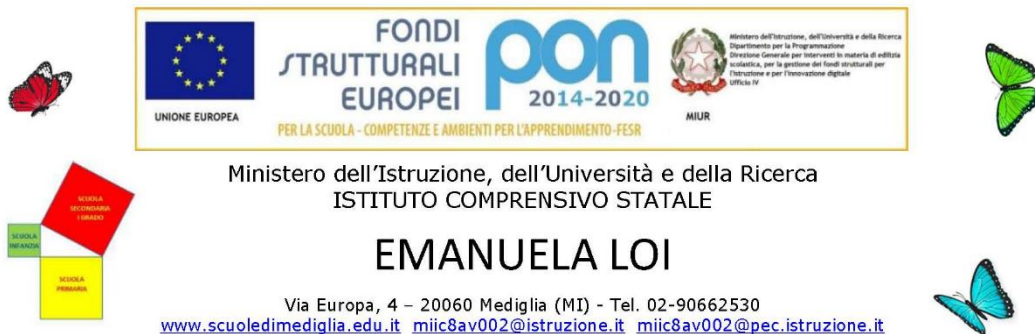 FONDI
STRUTTURALI
EUROPEI
pon
2014-2020
UNIONE EUROPEA
PER LA SCUOLA - COMPETENZE E AMBIENTI PER L'APPRENDIMENTO-FESR
Ministero dell'Istruzione, dell'Università e della Ricerca
Dipartimento per la Programmazione
Direzione Generale per interventi in materia di edilizia
scolastica, per la gestione dei fondi strutturali per
l'istruzione e per l'innovazione digitale
Ufficio IV
MIUR
SCUOLA
SECONDARIA
I GRADO
SCUOLA
INFANZIA
SCUOLA
PRIMARIA
Ministero dell'Istruzione, dell'Università e della Ricerca
ISTITUTO COMPRENSIVO STATALE
EMANUELA LOI
Via Europa, 4 – 20060 Mediglia (MI) - Tel. 02-90662530
www.scuoledimediglia.edu.it miic8av002@istruzione.it miic8av002@pec.istruzione.it